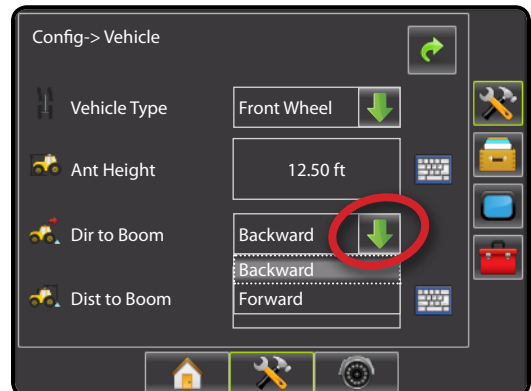 Config-> Vehicle
Vehicle Type
Front Wheel
Ant Height
12.50 ft
Dir to Boom
Backward
Backward
Dist to Boom
Forward